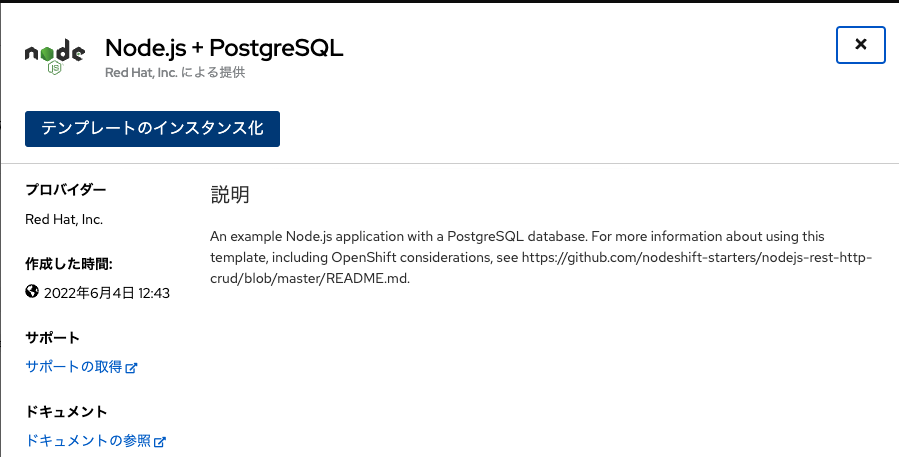 node
JS
Node.js + PostgreSQL
Red Hat, Inc. による提供
テンプレートのインスタンス化
プロバイダー
Red Hat, Inc.
作成した時間:
2022年6月4日 12:43
サポート
サポートの取得
ドキュメント
ドキュメントの参照
説明
An example Node.js application with a PostgreSQL database. For more information about using this
template, including OpenShift considerations, see https://github.com/nodeshift-starters/nodejs-rest-http-
crud/blob/master/README.md.